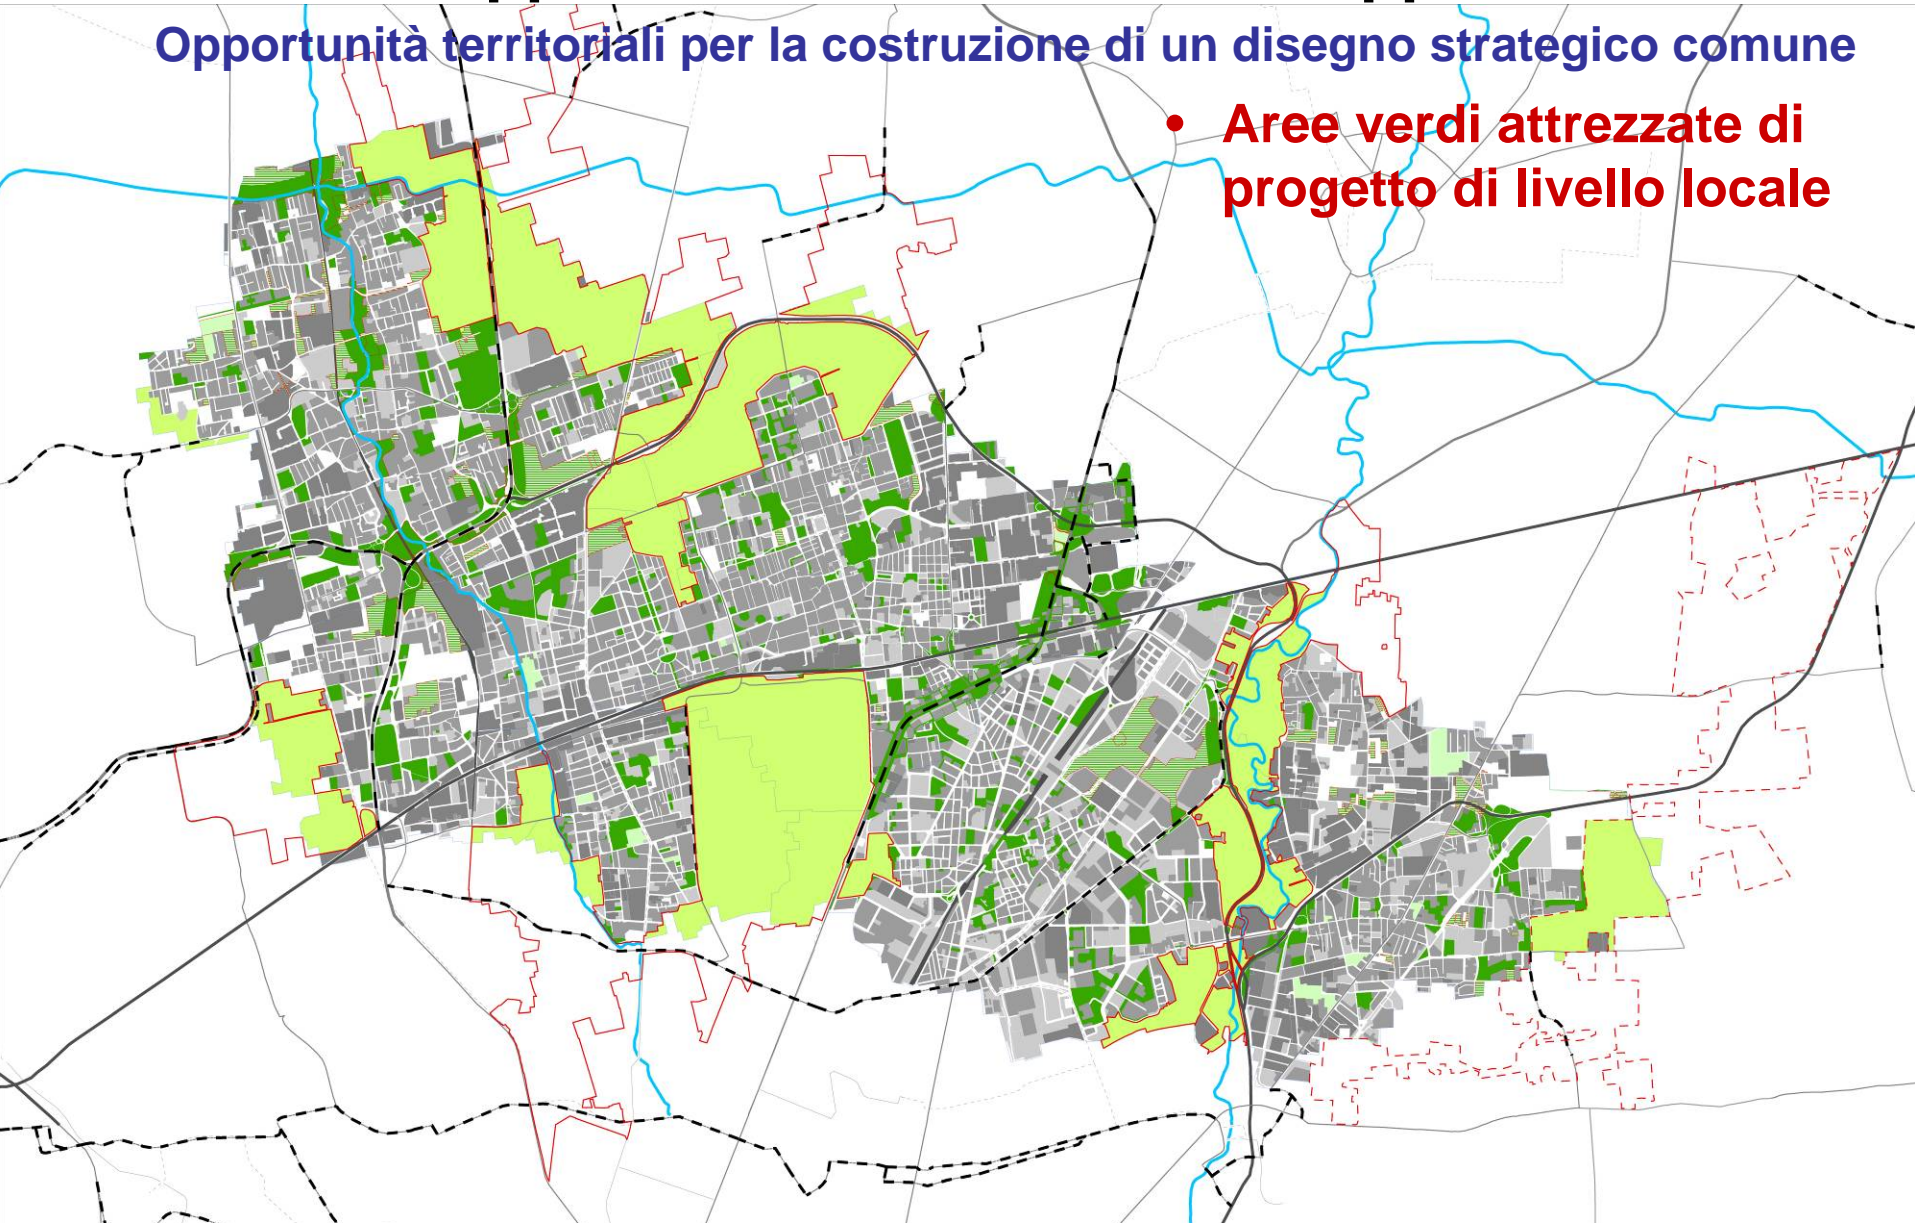 Opportunità territoriali per la costruzione di un disegno strategico comune
• Aree verdi attrezzate di
progetto di livello locale